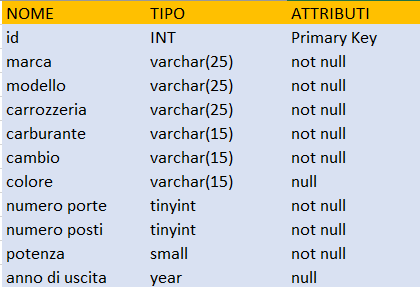 NOME TIPO ATTRIBUTI
id INT Primary Key
marca varchar(25) not null
modello varchar(25) not null
carrozzeria varchar(25) not null
carburante varchar(15) not null
cambio varchar(15) not null
colore varchar(15) null
numero porte tinyint not null
numero posti tinyint not null
potenza small not null
anno di uscita year null